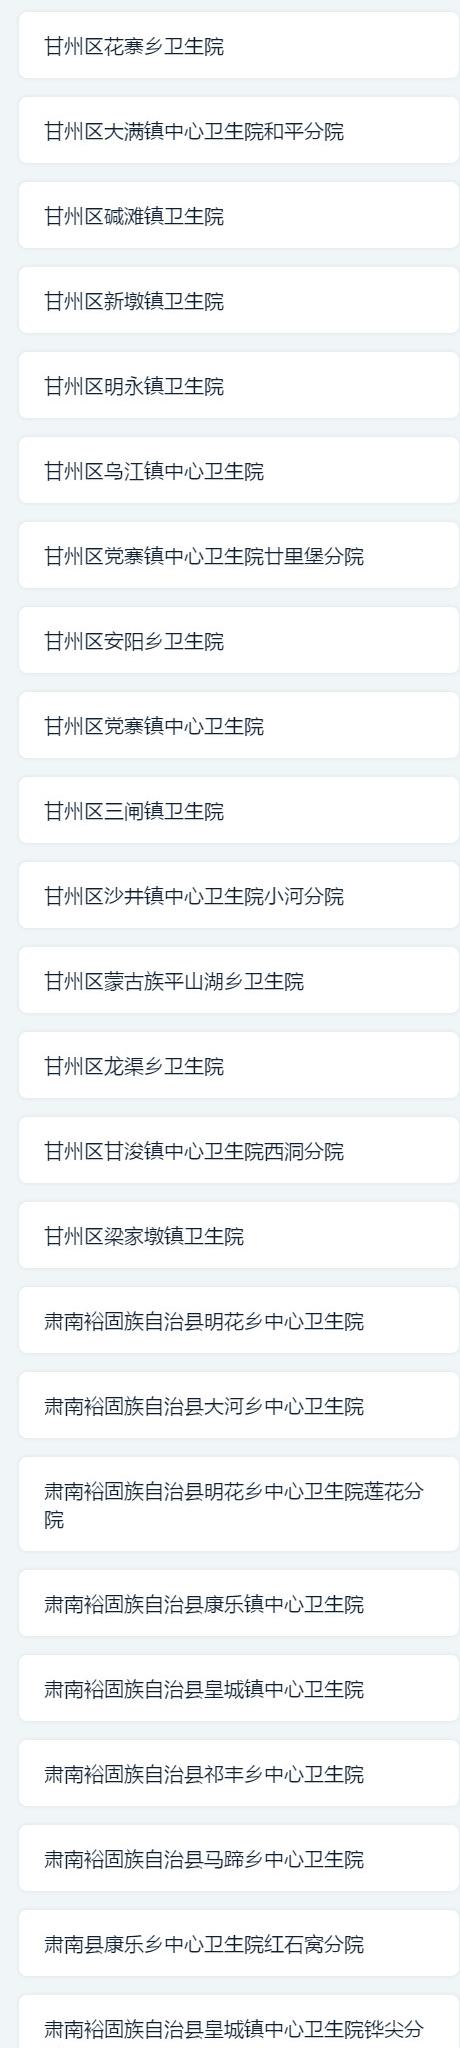 甘州区花寨乡卫生院
甘州区大满镇中心卫生院和平分院
甘州区碱滩镇卫生院
甘州区新墩镇卫生院
甘州区明永镇卫生院
甘州区乌江镇中心卫生院
甘州区党寨镇中心卫生院廿里堡分院
甘州区安阳乡卫生院
甘州区党寨镇中心卫生院
甘州区三闸镇卫生院
甘州区沙井镇中心卫生院小河分院
甘州区蒙古族平山湖乡卫生院
甘州区龙渠乡卫生院
甘州区甘浚镇中心卫生院西洞分院
甘州区梁家墩镇卫生院
肃南裕固族自治县明花乡中心卫生院
肃南裕固族自治县大河乡中心卫生院
肃南裕固族自治县明花乡中心卫生院莲花分
院
肃南裕固族自治县康乐镇中心卫生院
肃南裕固族自治县皇城镇中心卫生院
肃南裕固族自治县祁丰乡中心卫生院
肃南裕固族自治县马蹄乡中心卫生院
肃南县康乐乡中心卫生院红石窝分院
肃南裕固族自治县皇城镇中心卫生院铧尖分